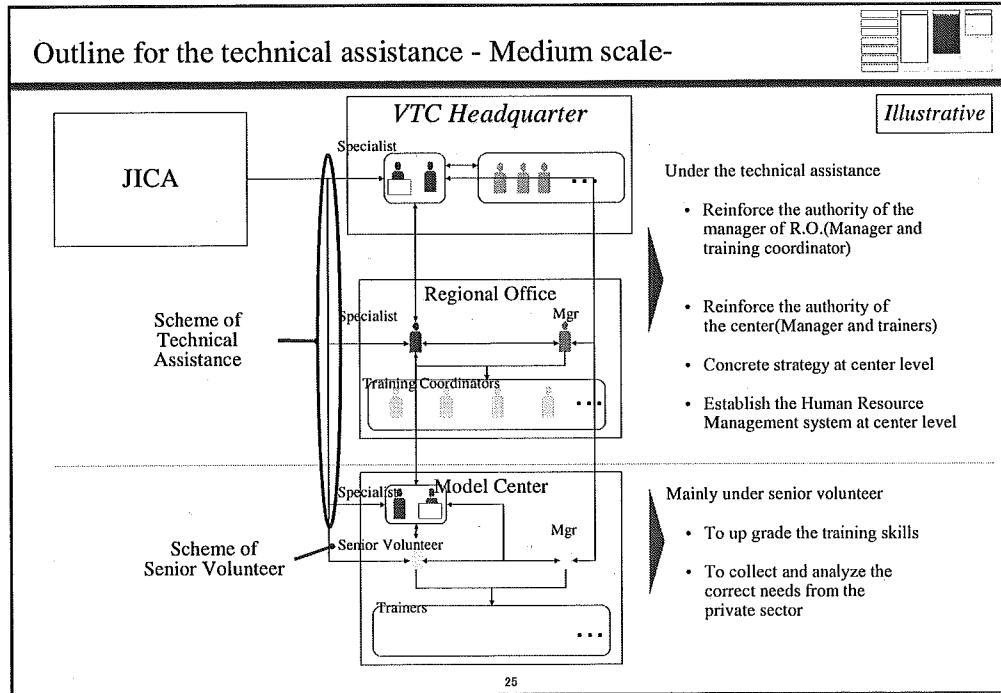 Outline for the technical assistance - Medium scale-
Illustrative
JICA
VTC Headquarter
Specialist
Regional Office
Specialist
Mgr
Training Coordinators
Scheme of
Technical
Assistance
Model Center
Specialist
Senior Volunteer
Mgr
Trainers
Scheme of
Senior Volunteer
Under the technical assistance
• Reinforce the authority of the
manager of R.O.(Manager and
training coordinator)
• Reinforce the authority of
the center(Manager and trainers)
• Concrete strategy at center level
• Establish the Human Resource
Management system at center level
Mainly under senior volunteer
• To up grade the training skills
• To collect and analyze the
correct needs from the
private sector
25